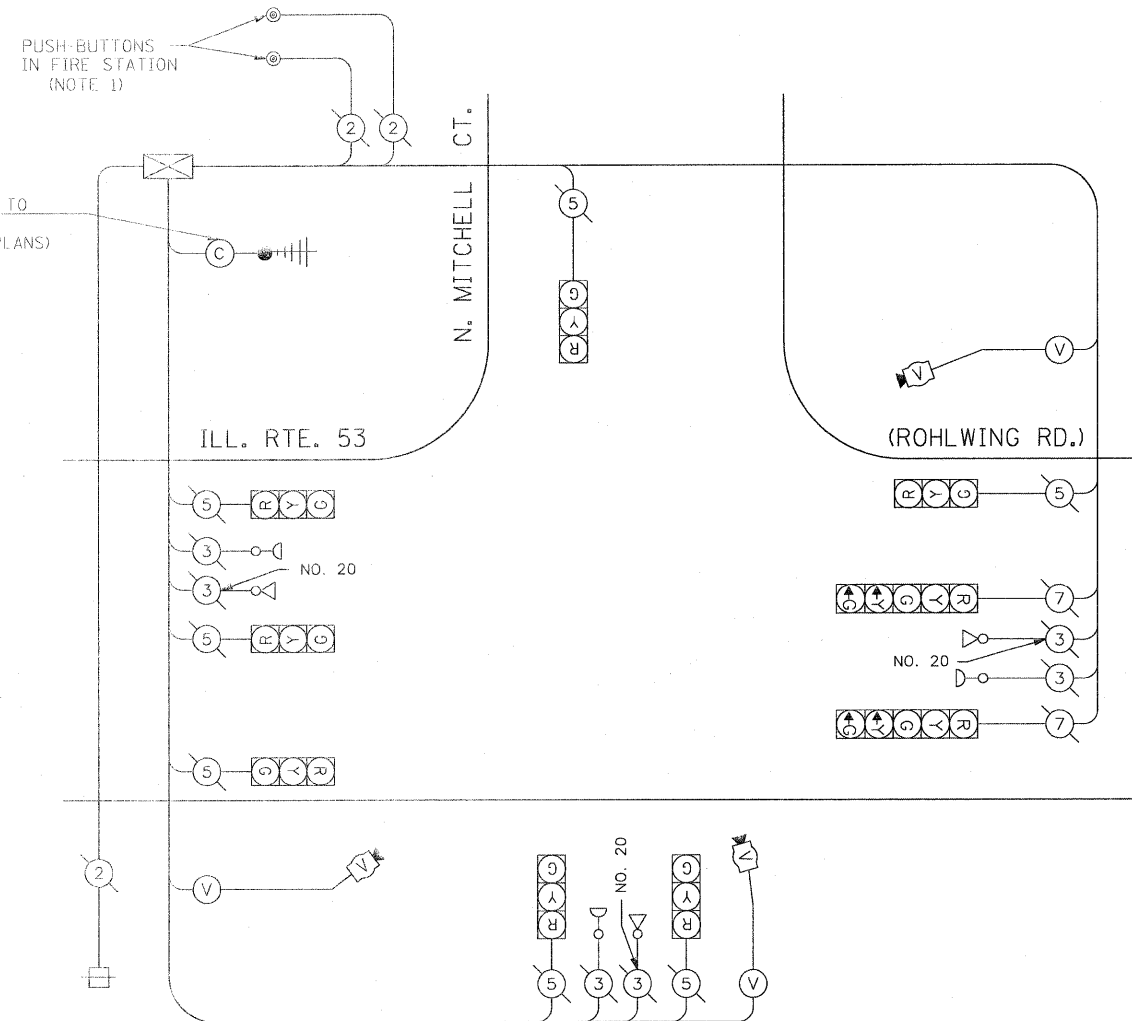 PUSH-BUTTONS
IN FIRE STATION
(NOTE 1)
2
2
N. MITCHELL CT.
5
G
Y
R
TO
PLANS)
C
V
V
ILL. RTE. 53
(ROHLWING RD.)
5
R Y G
R Y G
5
3
3
NO. 20
5
R Y G
G Y G Y R
7
3
NO. 20
3
G Y G Y R
7
5
G Y R
2
V
V
G
Y
R
NO. 20
G
Y
R
V
5
3
3
5
V